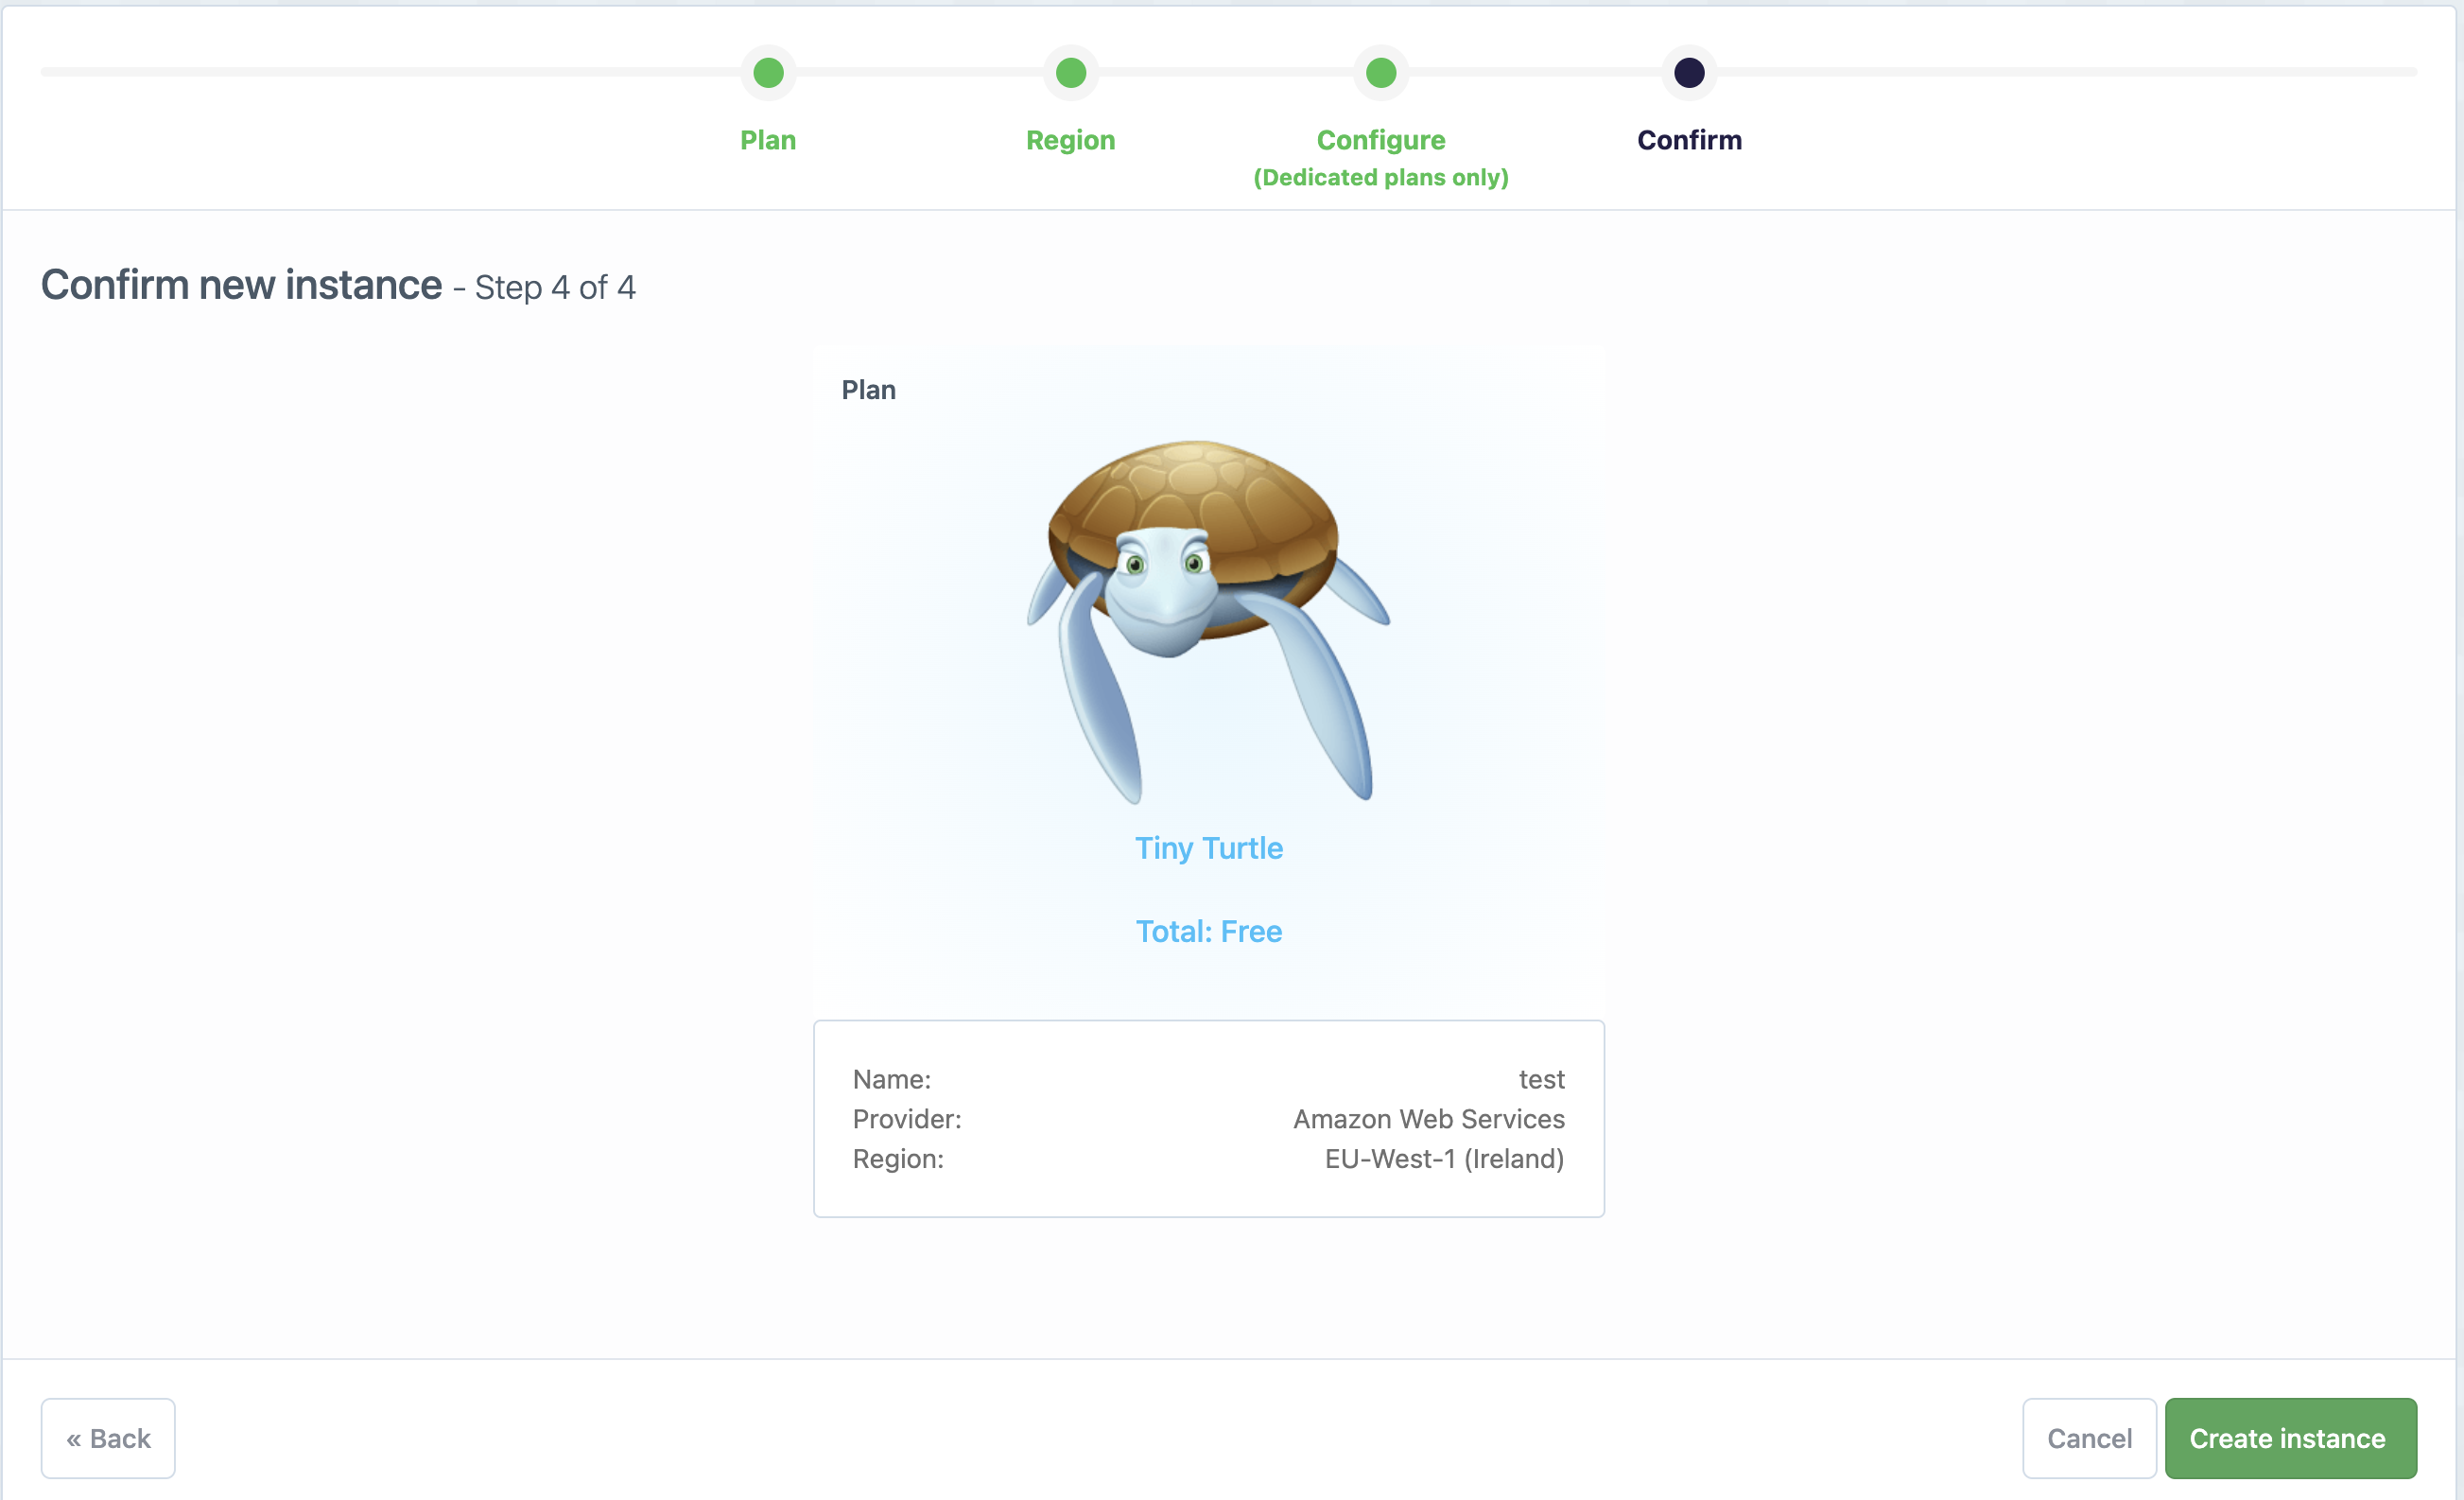 Plan
Region
Configure
(Dedicated plans only)
Confirm
Confirm new instance - Step 4 of 4
Plan
Tiny Turtle
Total: Free
Name: test
Provider: Amazon Web Services
Region: EU-West-1 (Ireland)
« Back
Cancel
Create instance